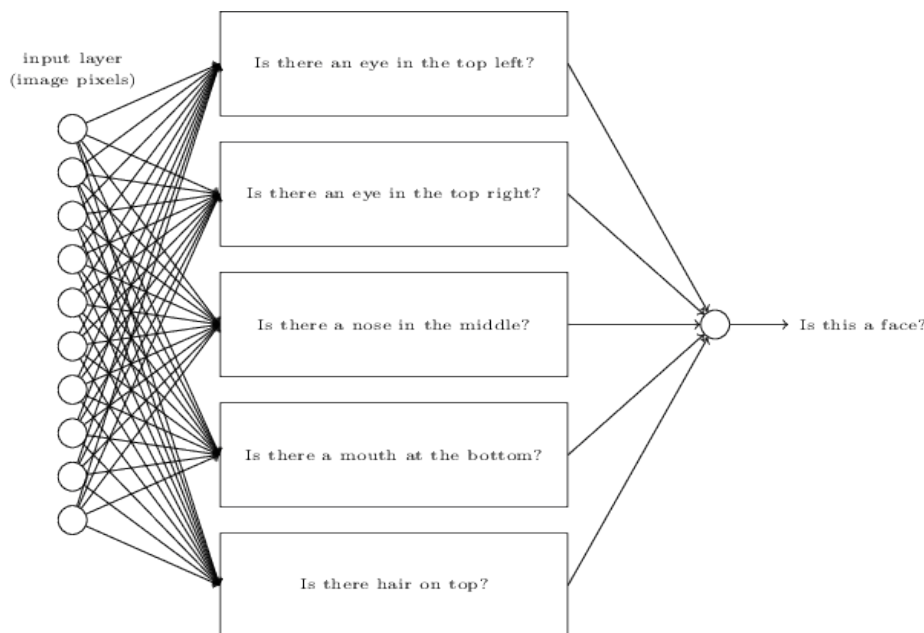 input layer
(image pixels)
Is there an eye in the top left?
Is there an eye in the top right?
Is there a nose in the middle?
Is this a face?
Is there a mouth at the bottom?
Is there hair on top?